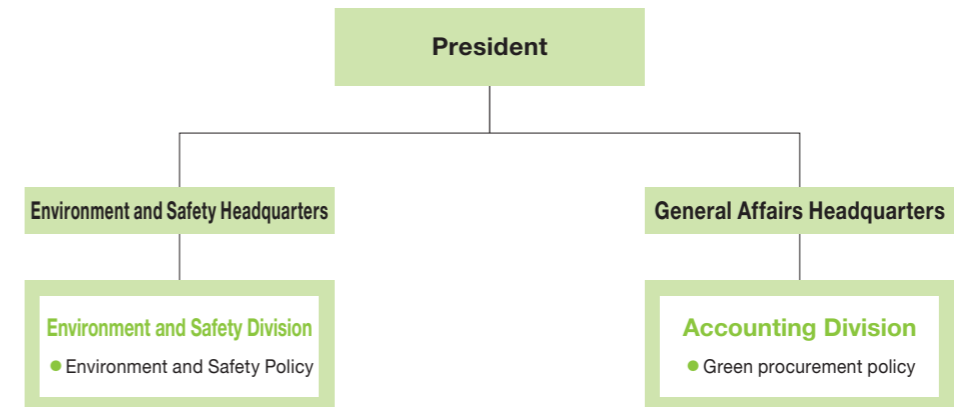 President
Environment and Safety Headquarters
General Affairs Headquarters
Environment and Safety Division
● Environment and Safety Policy
Accounting Division
● Green procurement policy